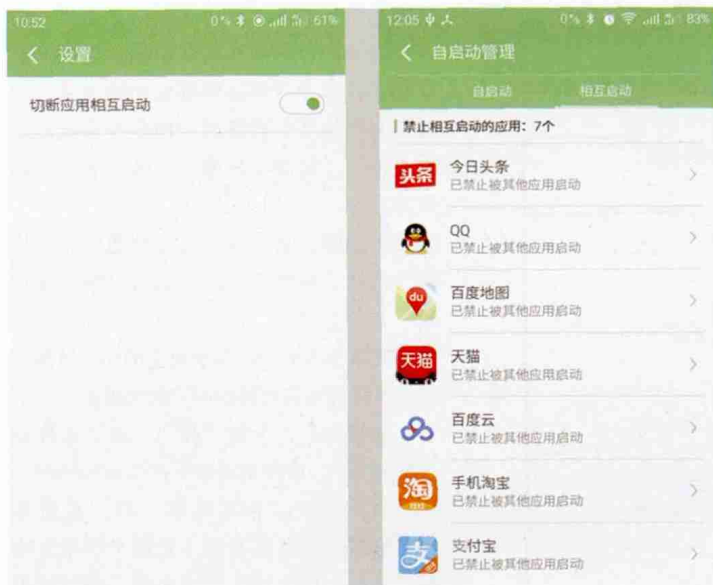 10:52
0%
61%
设置
切断应用相互启动
12:05
0%
83%
自启动管理
自启动
相互启动
禁止相互启动的应用：7个
头条
今日头条
已禁止被其他应用启动
QQ
已禁止被其他应用启动
du
百度地图
已禁止被其他应用启动
天猫
天猫
已禁止被其他应用启动
百度云
已禁止被其他应用启动
淘
手机淘宝
已禁止被其他应用启动
支
支付宝
已禁止被其他应用启动